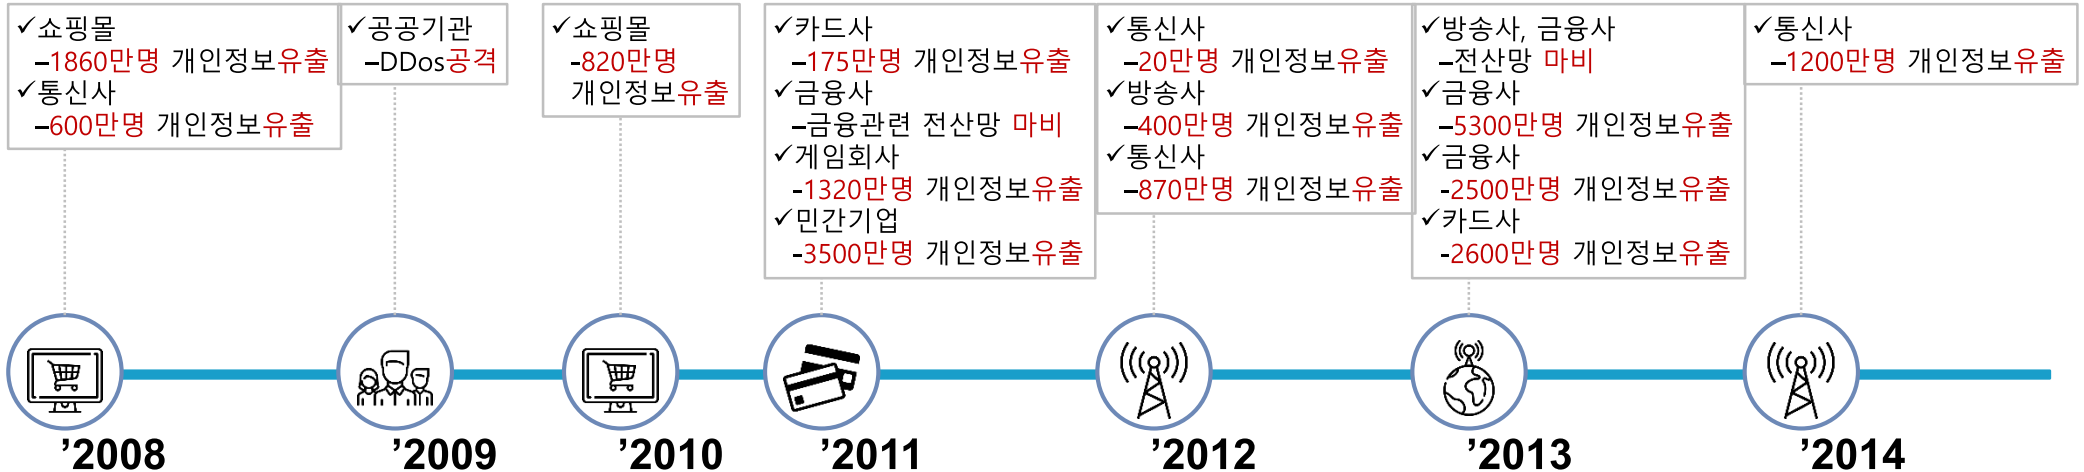 ✓쇼핑몰
–1860만명 개인정보유출
✓통신사
–600만명 개인정보유출
✓공공기관
–DDos공격
✓쇼핑몰
-820만명
개인정보유출
✓카드사
–175만명 개인정보유출
✓금융사
–금융관련 전산망 마비
✓게임회사
-1320만명 개인정보유출
✓민간기업
-3500만명 개인정보유출
✓통신사
–20만명 개인정보유출
✓방송사
–400만명 개인정보유출
✓통신사
–870만명 개인정보유출
✓방송사, 금융사
–전산망 마비
✓금융사
–5300만명 개인정보유출
✓금융사
-2500만명 개인정보유출
✓카드사
-2600만명 개인정보유출
✓통신사
–1200만명 개인정보유출
’2008
’2009
’2010
’2011
’2012
’2013
’2014